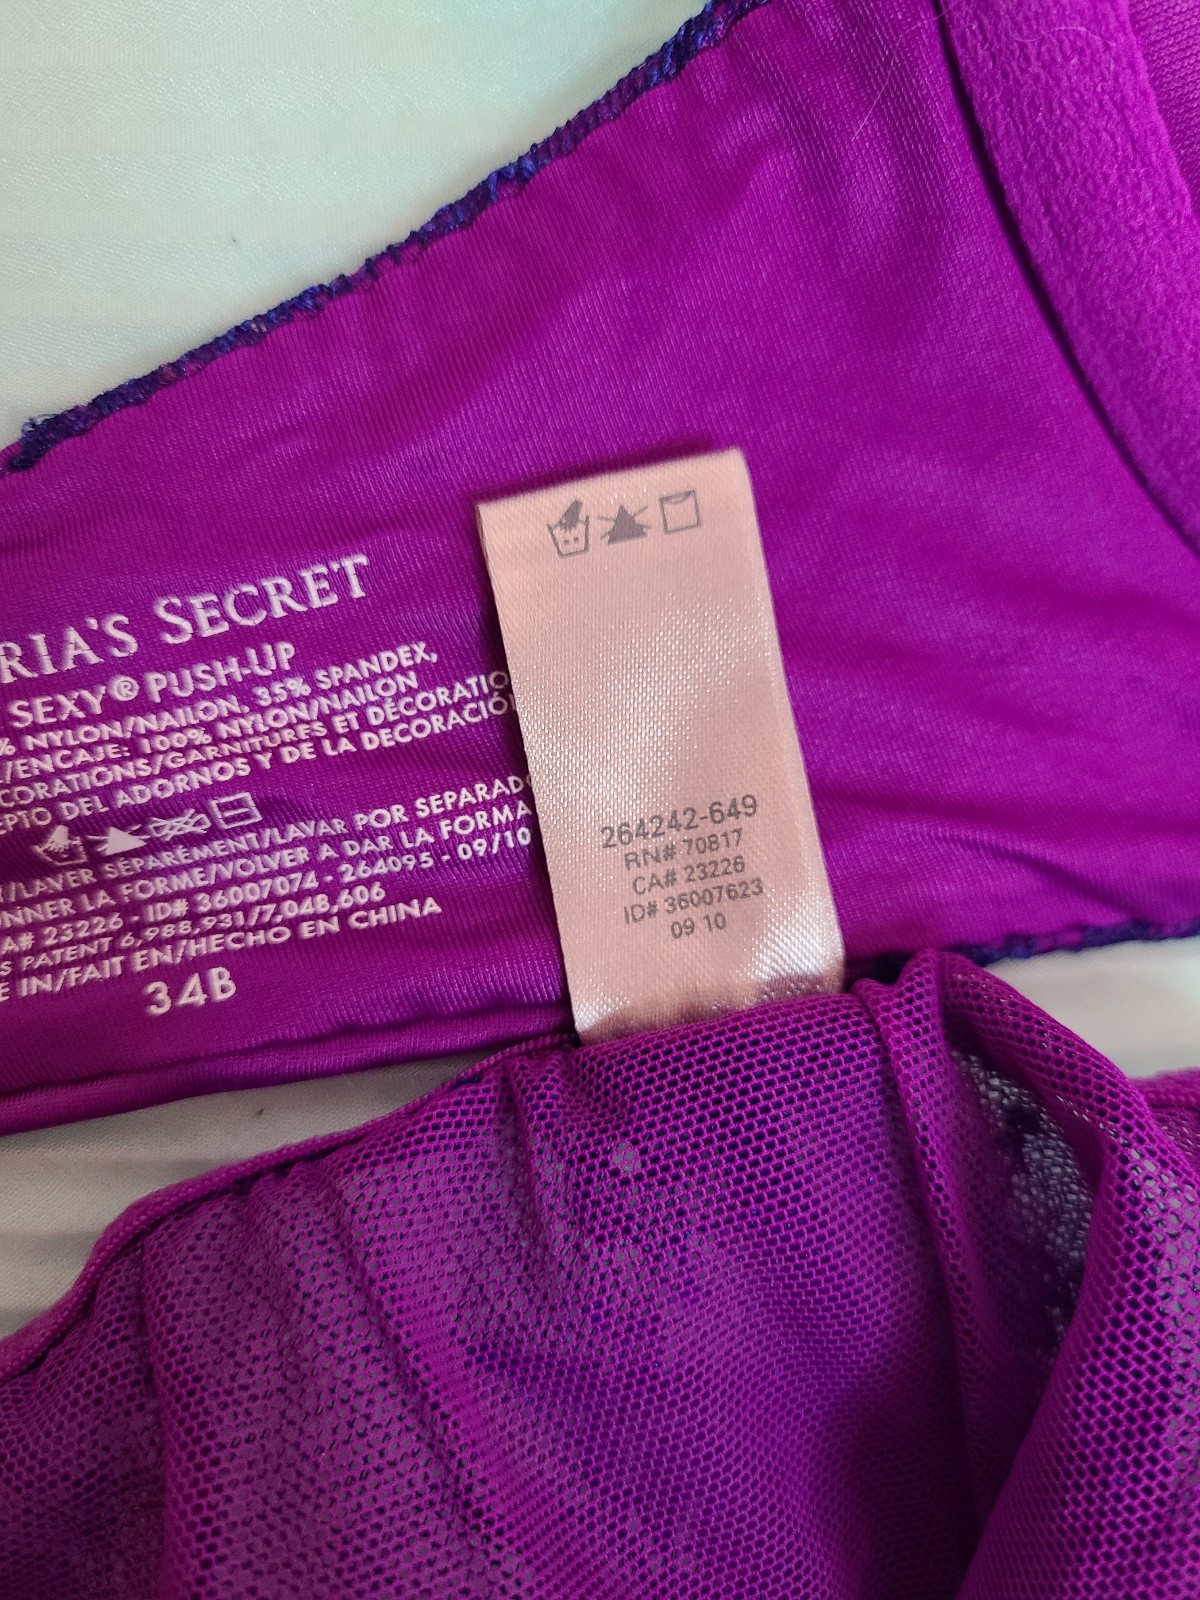 RIA'S SECRET
SEXY® PUSH-UP
% NYLON/NAILON, 35% SPANDEX,
/ENCAJE: 100% NYLON/NAILON
CORATIONS/GARNITURES ET DÉCORATIO
EPTO DEL ADORNOS Y DE LA DECORACIÓ
/LAVER SÉPARÉMENT/LAVAR POR SEPARADO
NNER LA FORME/VOLVER A DAR LA FORMA
A# 23226 - ID# 36007074 - 264095 - 09/10
S PATENT 6,988,931/7,048,606
E IN/FAIT EN/HECHO EN CHINA
34B
264242-649
RN# 70817
CA# 23226
ID# 36007623
09 10